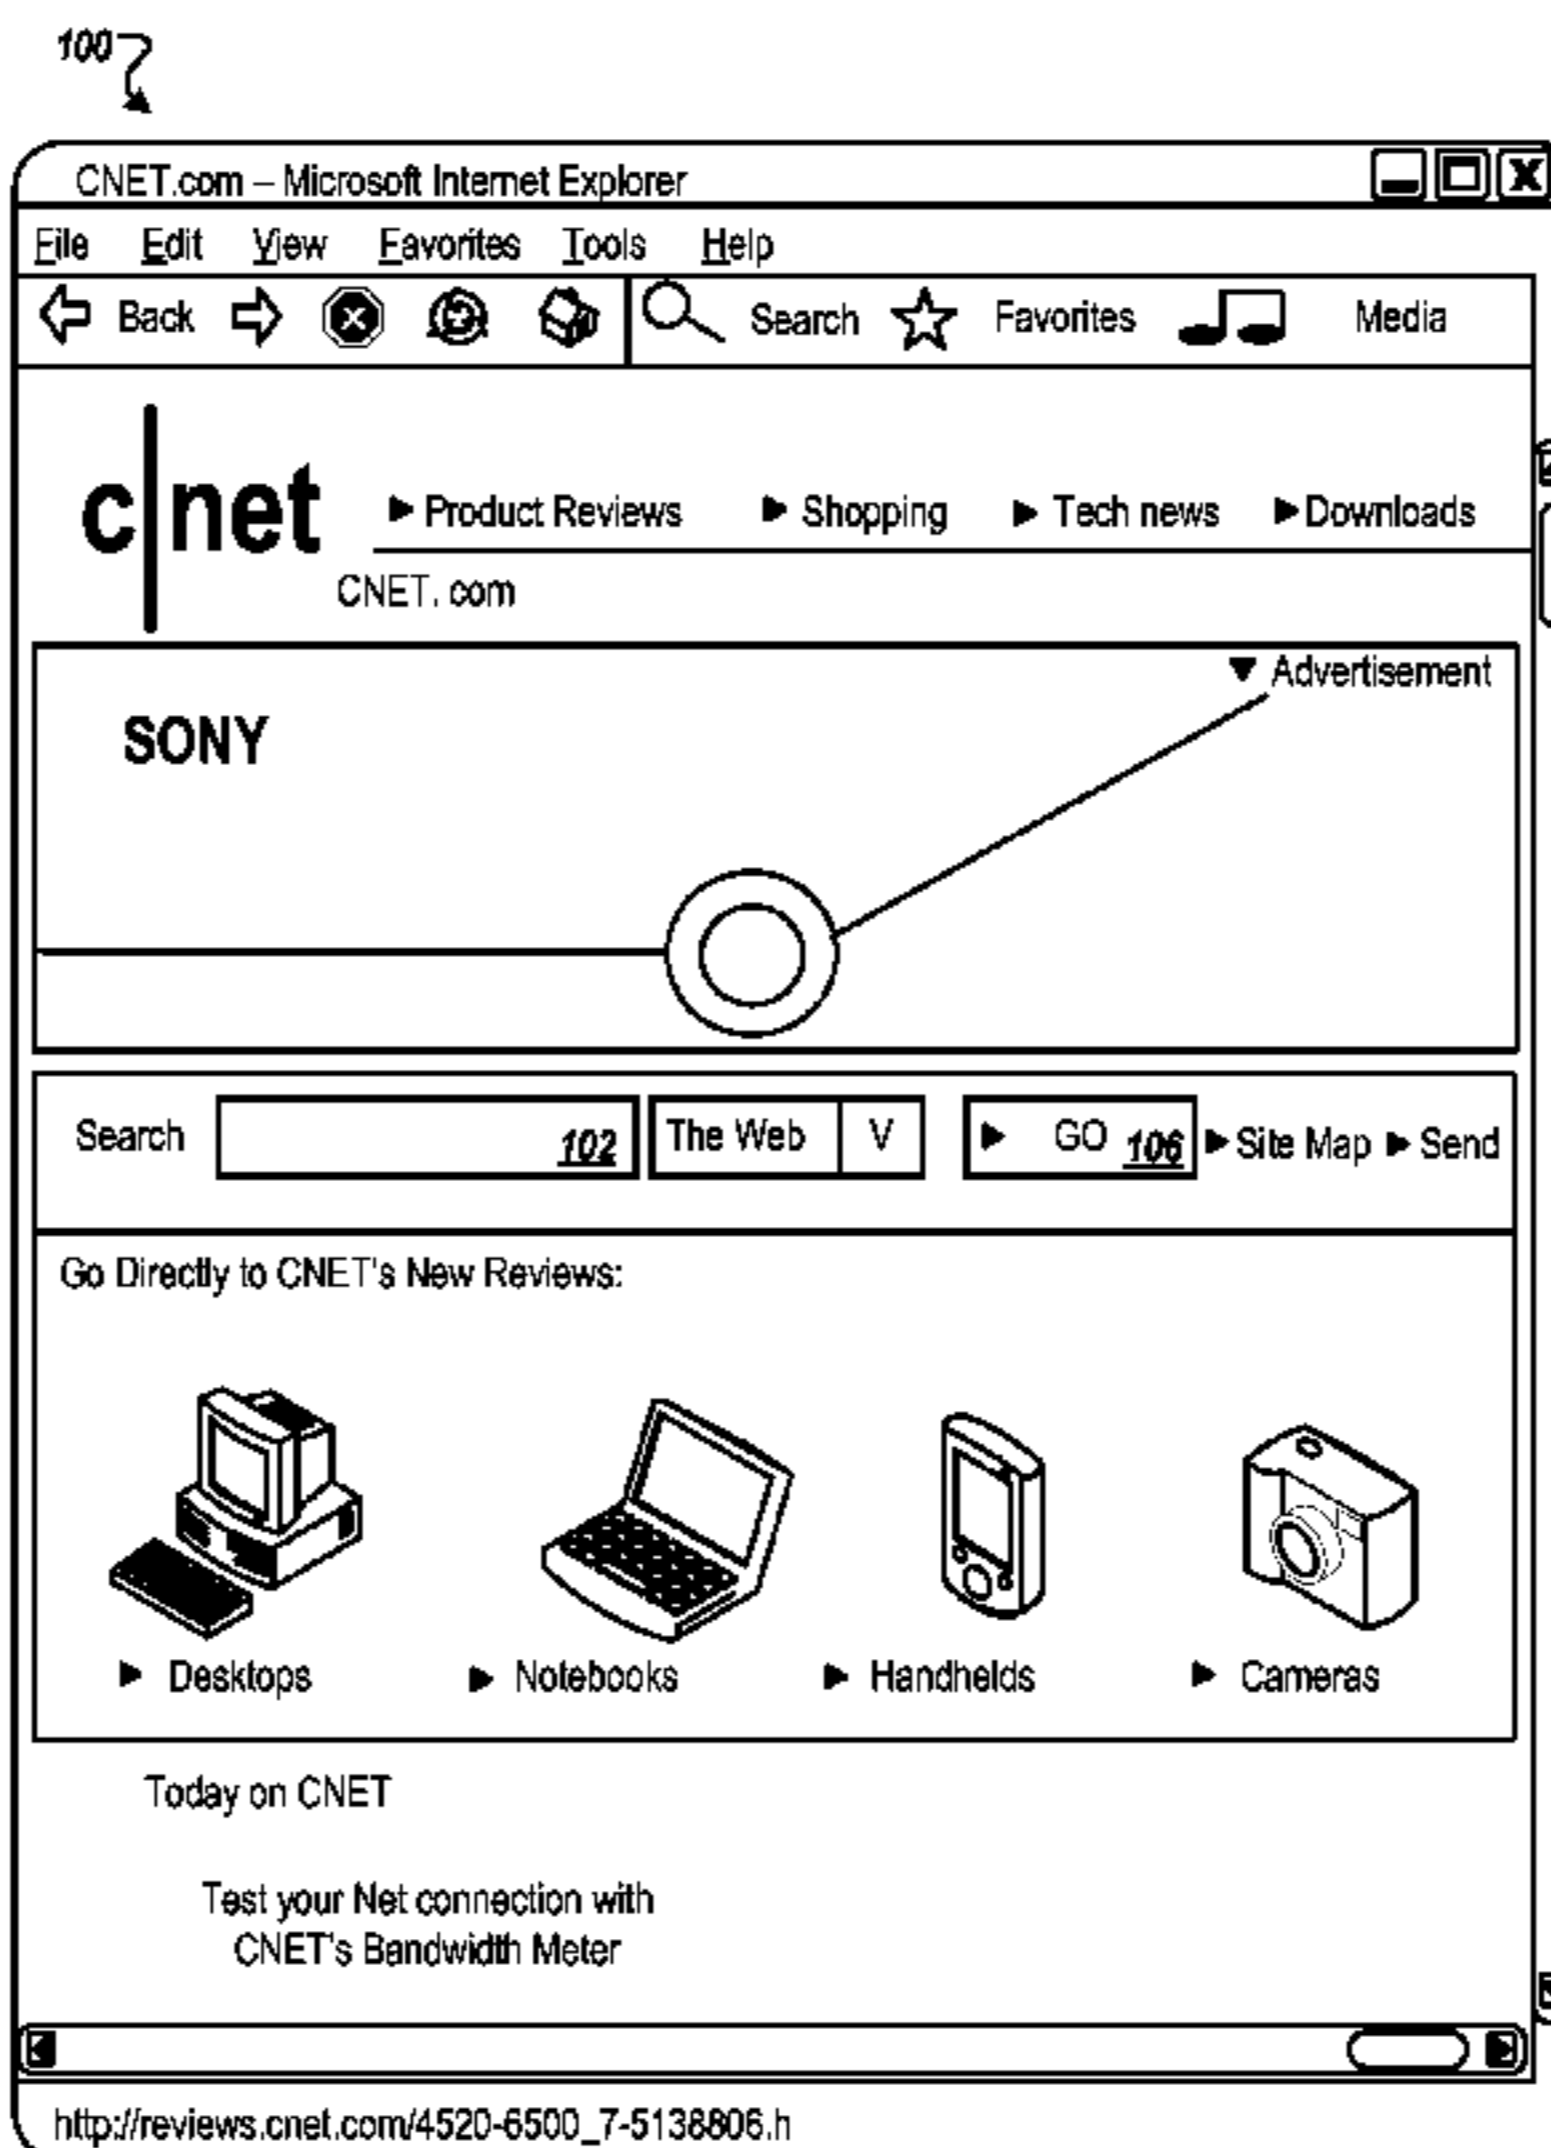 100
CNET.com – Microsoft Internet Explorer
File Edit View Favorites Tools Help
Back Search Favorites Media
c|net
Product Reviews Shopping Tech news Downloads
CNET. com
Advertisement
SONY
Search 102 The Web V GO 106 Site Map Send
Go Directly to CNET's New Reviews:
Desktops Notebooks Handhelds Cameras
Today on CNET
Test your Net connection with
CNET's Bandwidth Meter
http://reviews.cnet.com/4520-6500_7-5138806.h